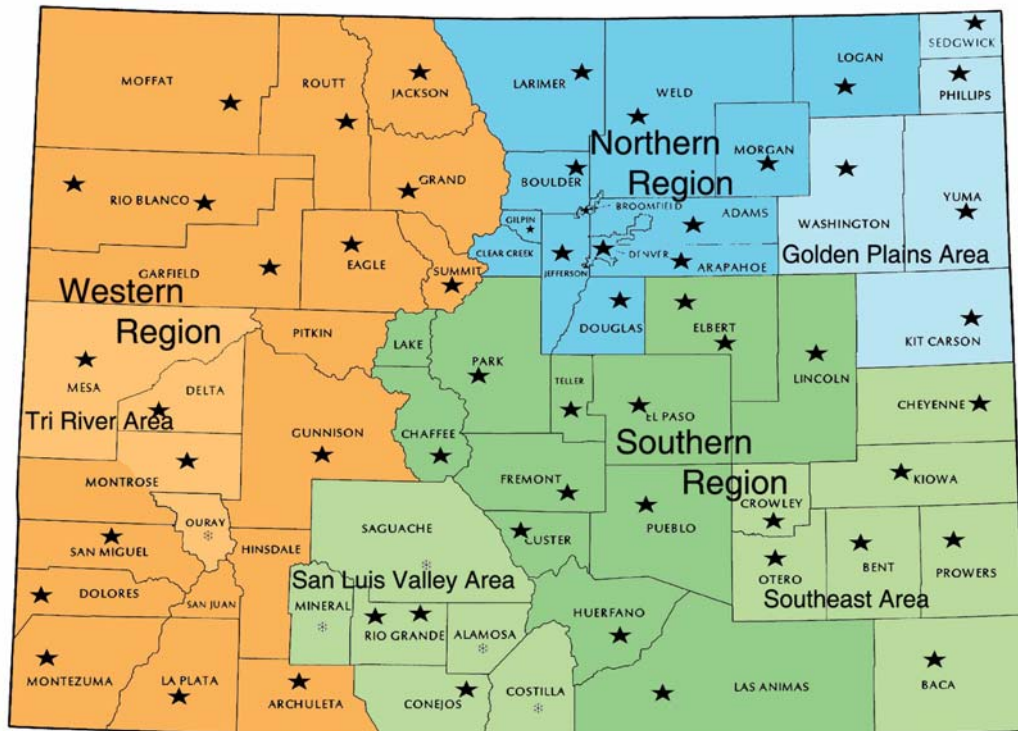 SEDGWICK
LOGAN
MOFFAT
ROUTT
JACKSON
LARIMER
WELD
PHILLIPS
Northern
Region
MORGAN
BOULDER
GRAND
RIO BLANCO
YUMA
BROOMFIELD
ADAMS
GILPIN
WASHINGTON
CLEAR CREEK
JEFFERSON
DENVER
ARAPAHOE
Golden Plains Area
EAGLE
GARFIELD
SUMMIT
Western
Region
DOUGLAS
ELBERT
PITKIN
KIT CARSON
LAKE
PARK
MESA
DELTA
TELLER
LINCOLN
Tri River Area
EL PASO
CHEYENNE
GUNNISON
CHAFFEE
Southern
Region
FREMONT
KIOWA
MONTROSE
CROWLEY
PUEBLO
OURAY
SAGUACHE
CUSTER
SAN MIGUEL
HINSDALE
OTERO
BENT
PROWERS
San Luis Valley Area
Southeast Area
DOLORES
SAN JUAN
MINERAL
HUERFANO
RIO GRANDE
ALAMOSA
MONTEZUMA
LA PLATA
ARCHULETA
CONEJOS
COSTILLA
LAS ANIMAS
BACA